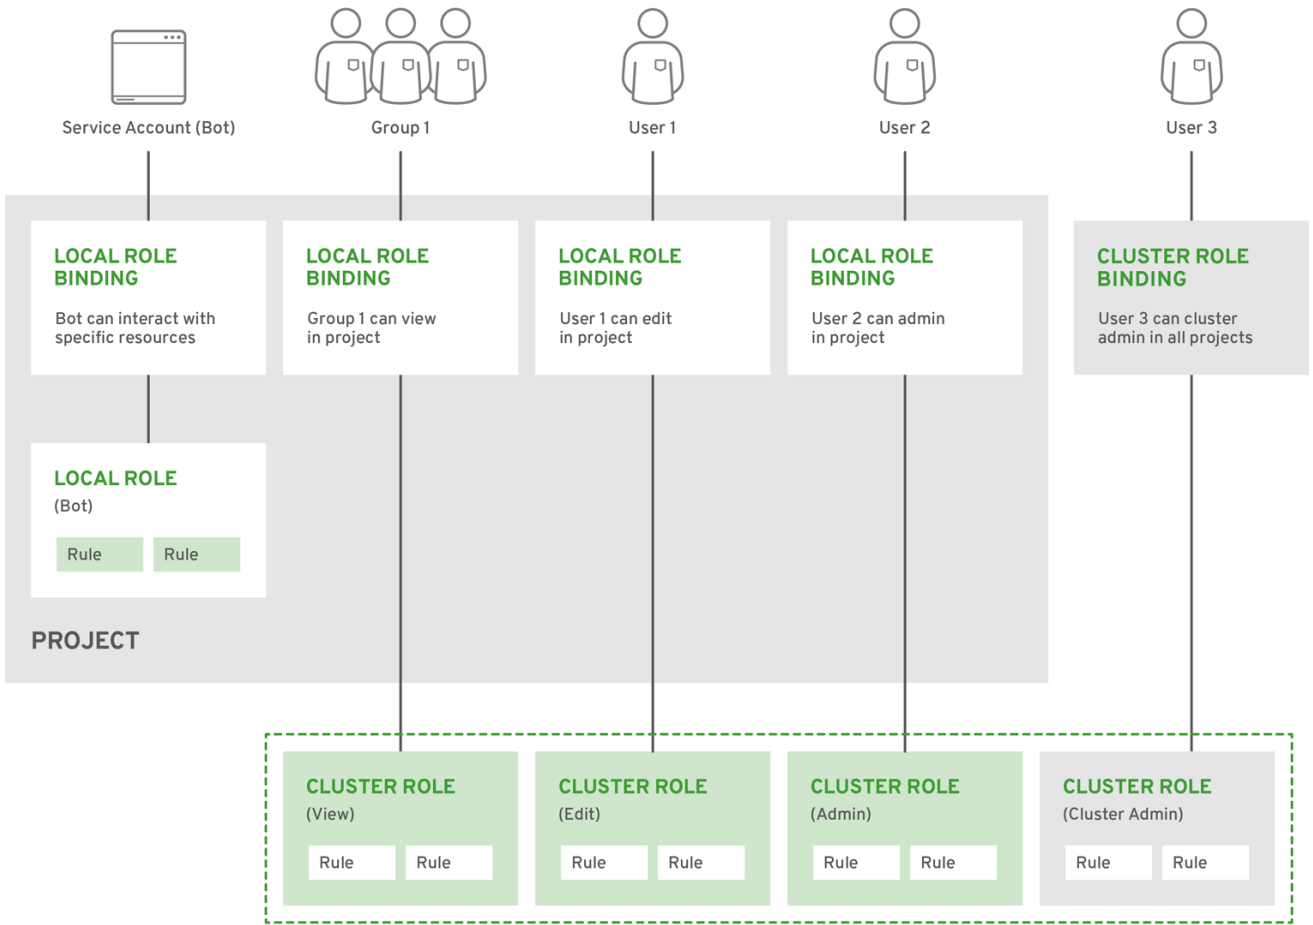 Service Account (Bot)
Group 1
User 1
User 2
User 3
LOCAL ROLE
BINDING
Bot can interact with
specific resources
LOCAL ROLE
BINDING
Group 1 can view
in project
LOCAL ROLE
BINDING
User 1 can edit
in project
LOCAL ROLE
BINDING
User 2 can admin
in project
CLUSTER ROLE
BINDING
User 3 can cluster
admin in all projects
LOCAL ROLE
(Bot)
Rule
Rule
PROJECT
CLUSTER ROLE
(View)
Rule
Rule
CLUSTER ROLE
(Edit)
Rule
Rule
CLUSTER ROLE
(Admin)
Rule
Rule
CLUSTER ROLE
(Cluster Admin)
Rule
Rule